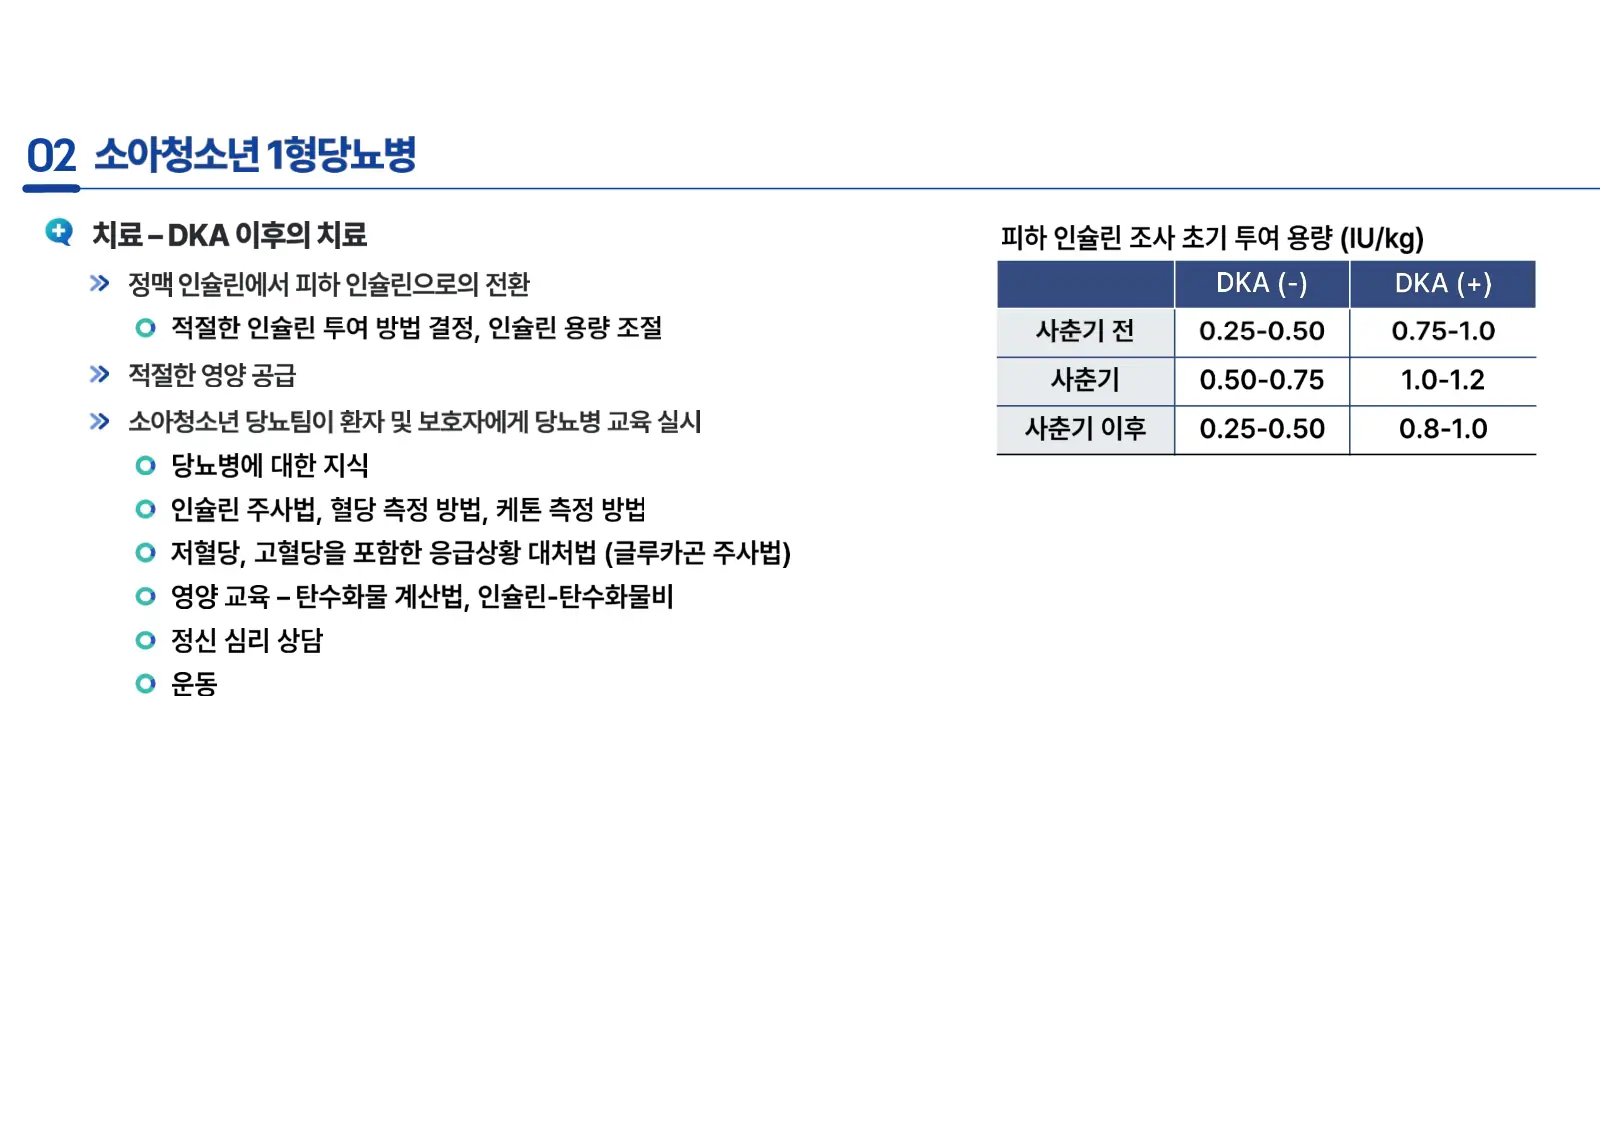 02 소아청소년 1형당뇨병
치료 – DKA 이후의 치료
정맥 인슐린에서 피하 인슐린으로의 전환
적절한 인슐린 투여 방법 결정, 인슐린 용량 조절
적절한 영양 공급
소아청소년 당뇨팀이 환자 및 보호자에게 당뇨병 교육 실시
당뇨병에 대한 지식
인슐린 주사법, 혈당 측정 방법, 케톤 측정 방법
저혈당, 고혈당을 포함한 응급상황 대처법 (글루카곤 주사법)
영양 교육 – 탄수화물 계산법, 인슐린-탄수화물비
정신 심리 상담
운동
피하 인슐린 조사 초기 투여 용량 (IU/kg)
DKA (-) DKA (+)
사춘기 전 0.25-0.50 0.75-1.0
사춘기 0.50-0.75 1.0-1.2
사춘기 이후 0.25-0.50 0.8-1.0